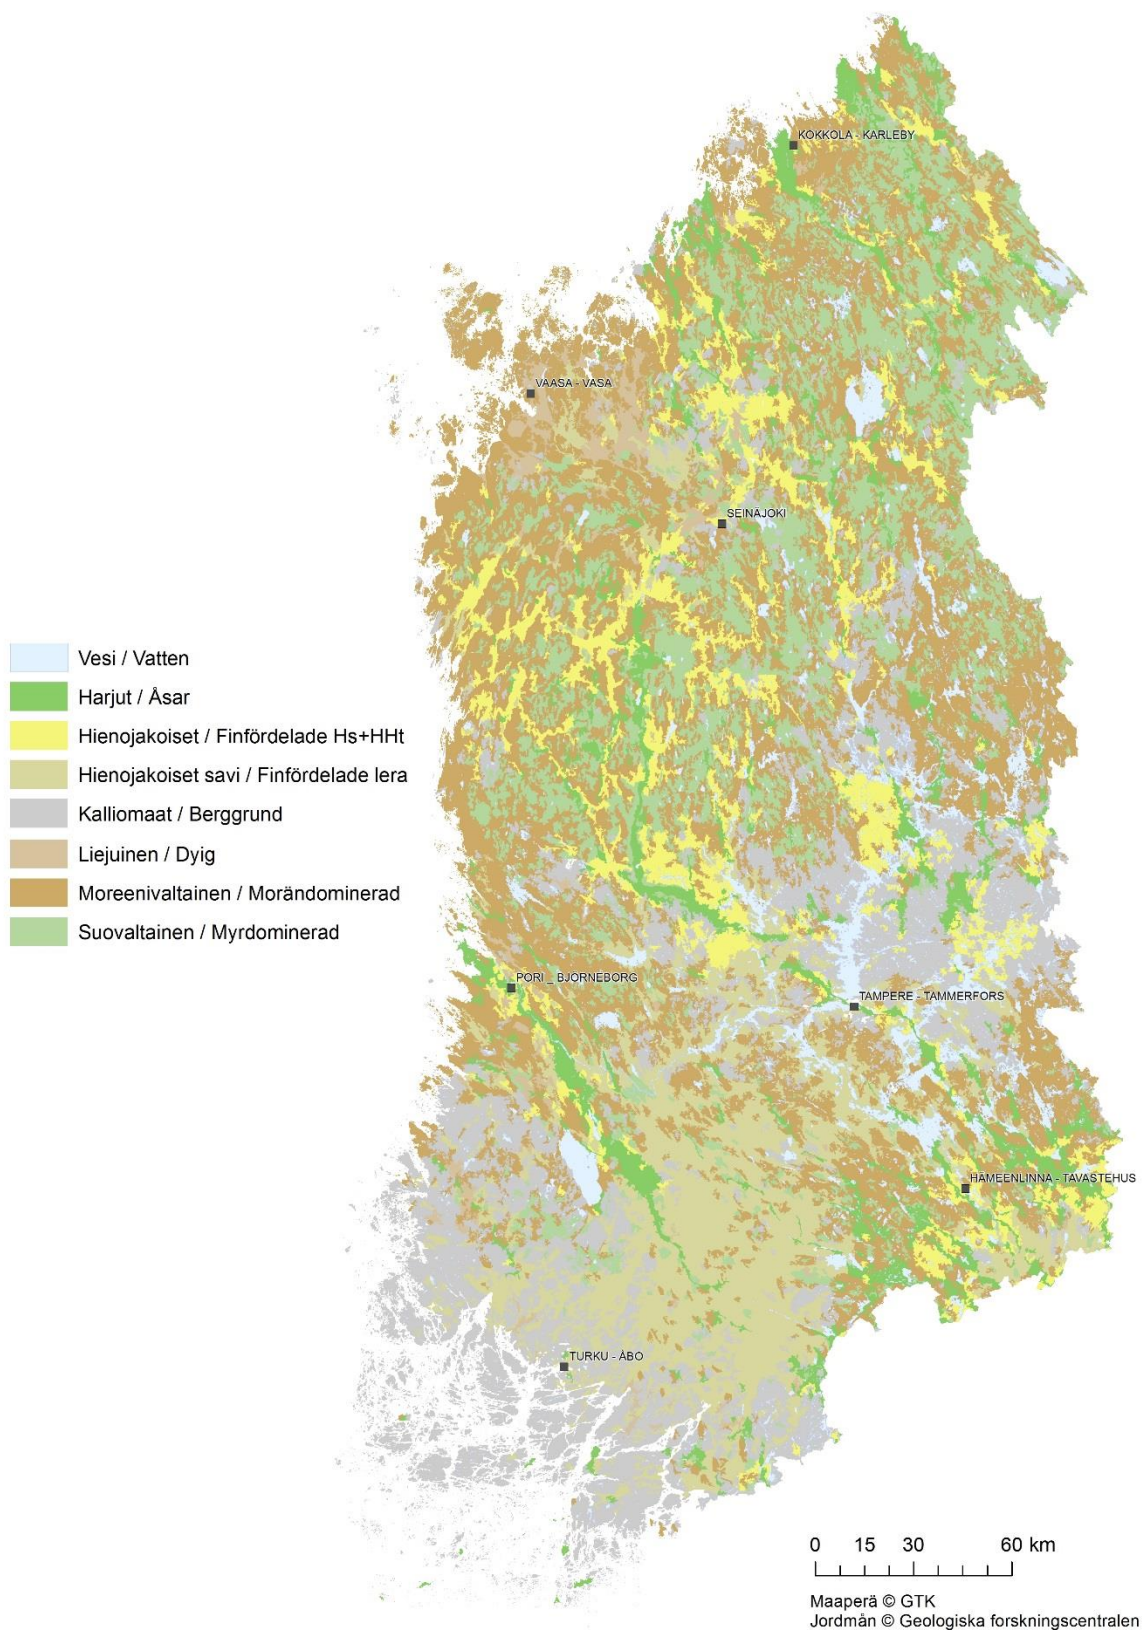 KOKKOLA - KARLEBY
VAASA - VASA
SEINÄJOKI
Vesi / Vatten
Harjut / Åsar
Hienojakoiset / Finfördelade Hs+HHt
Hienojakoiset savi / Finfördelade lera
Kalliomaat / Berggrund
Liejuinen / Dyig
Moreenivaltainen / Morändominerad
Suovaltainen / Myrdominerad
PORI _ BJÖRNEBORG
TAMPERE - TAMMERFORS
HÄMEENLINNA - TAVASTEHUS
TURKU - ÅBO
0 15 30 60 km
Maaperä © GTK
Jordmån © Geologiska forskningscentralen